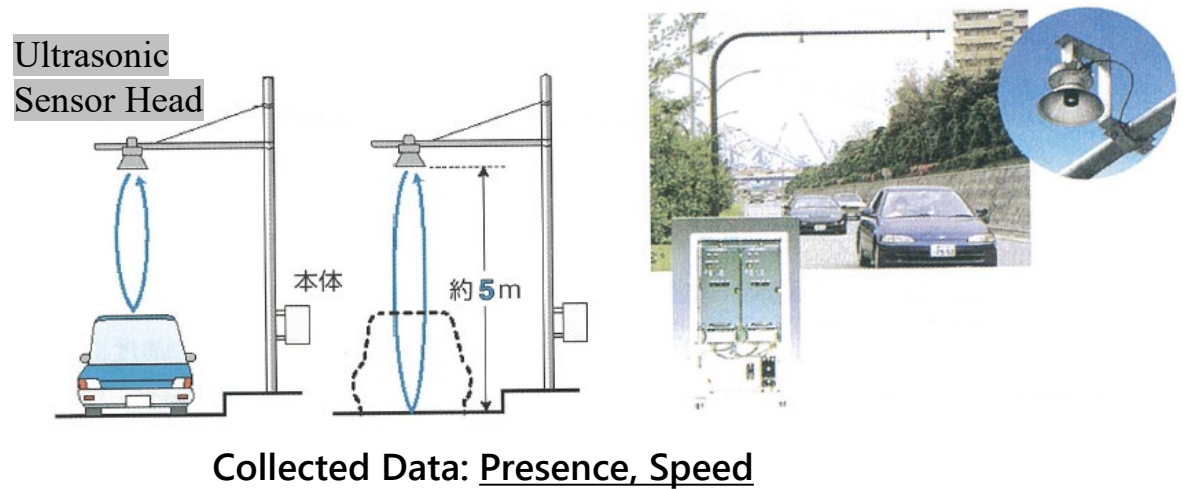 Ultrasonic
Sensor Head
本体
約5m
Collected Data: Presence, Speed